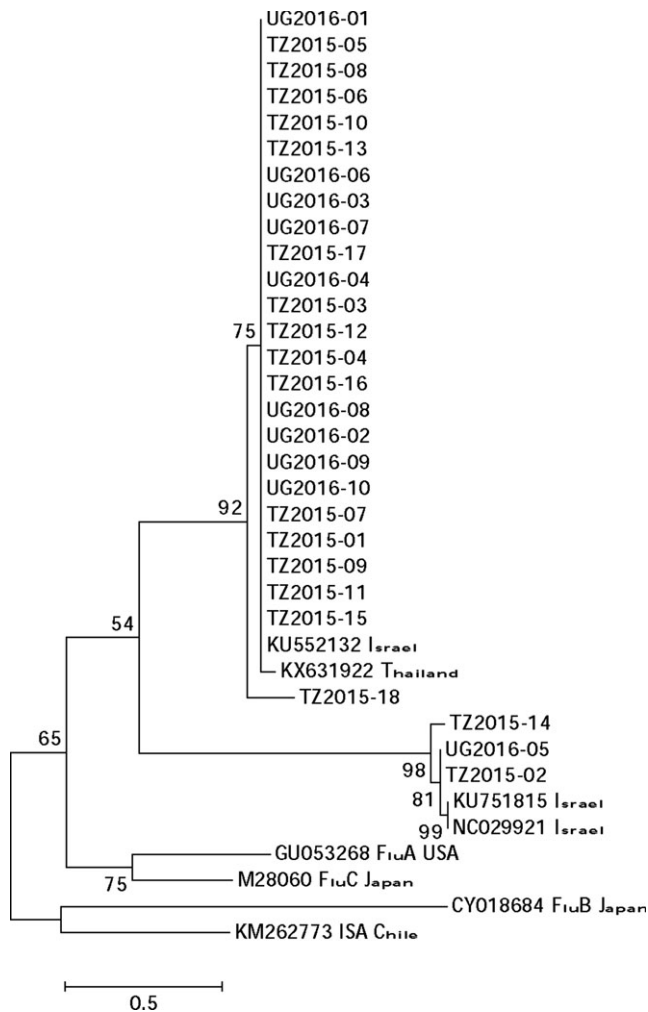 UG2016-01
TZ2015-05
TZ2015-08
TZ2015-06
TZ2015-10
TZ2015-13
UG2016-06
UG2016-03
UG2016-07
TZ2015-17
UG2016-04
TZ2015-03
75 TZ2015-12
TZ2015-04
TZ2015-16
UG2016-08
UG2016-02
UG2016-09
UG2016-10
92 TZ2015-07
TZ2015-01
TZ2015-09
TZ2015-11
TZ2015-15
54
KU552132 Israel
KX631922 Thailand
TZ2015-18
TZ2015-14
65 UG2016-05
98 TZ2015-02
81 KU751815 Israel
99 NC029921 Israel
GU053268 FluA USA
75 M28060 FluC Japan
CY018684 FluB Japan
KM262773 ISA Chile
0.5